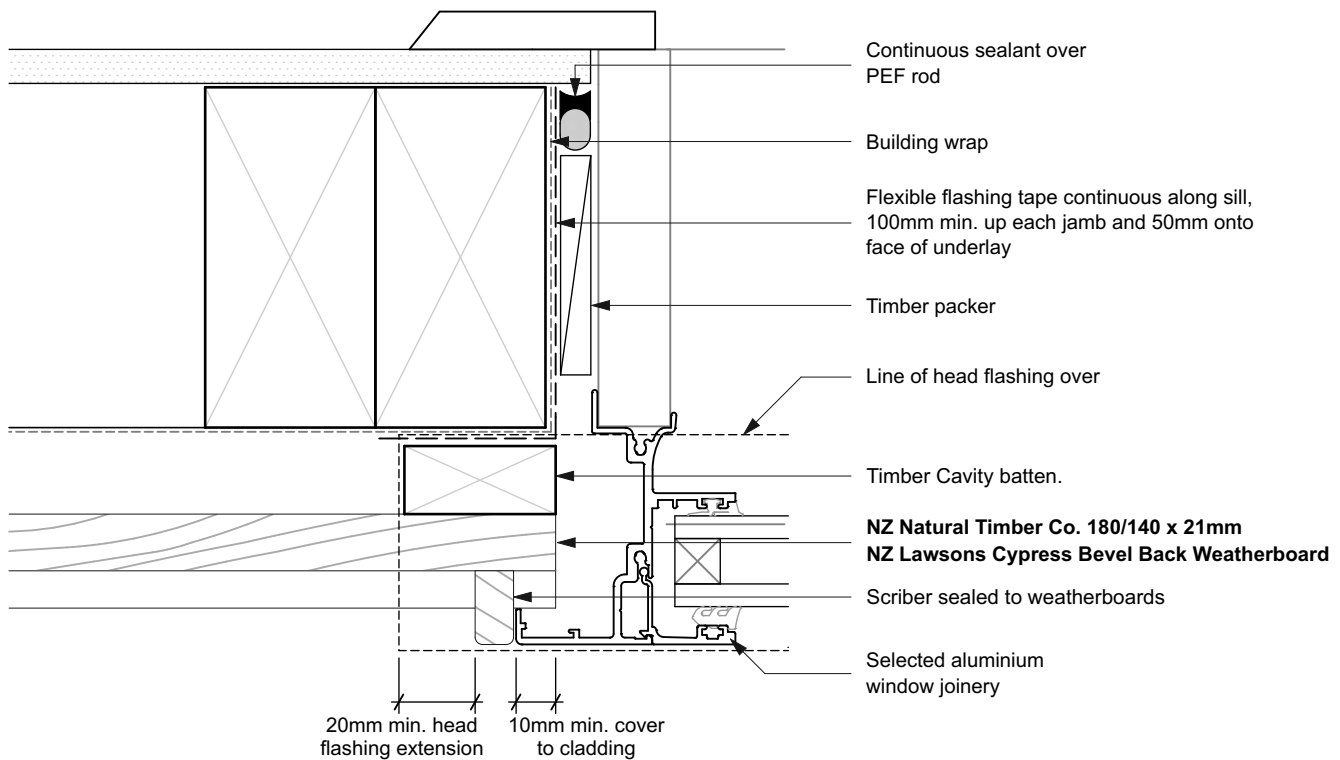 Continuous sealant over
PEF rod
Building wrap
Flexible flashing tape continuous along sill,
100mm min. up each jamb and 50mm onto
face of underlay
Timber packer
Line of head flashing over
Timber Cavity batten.
NZ Natural Timber Co. 180/140 x 21mm
NZ Lawsons Cypress Bevel Back Weatherboard
Scriber sealed to weatherboards
Selected aluminium
window joinery
20mm min. head
flashing extension
10mm min. cover
to cladding